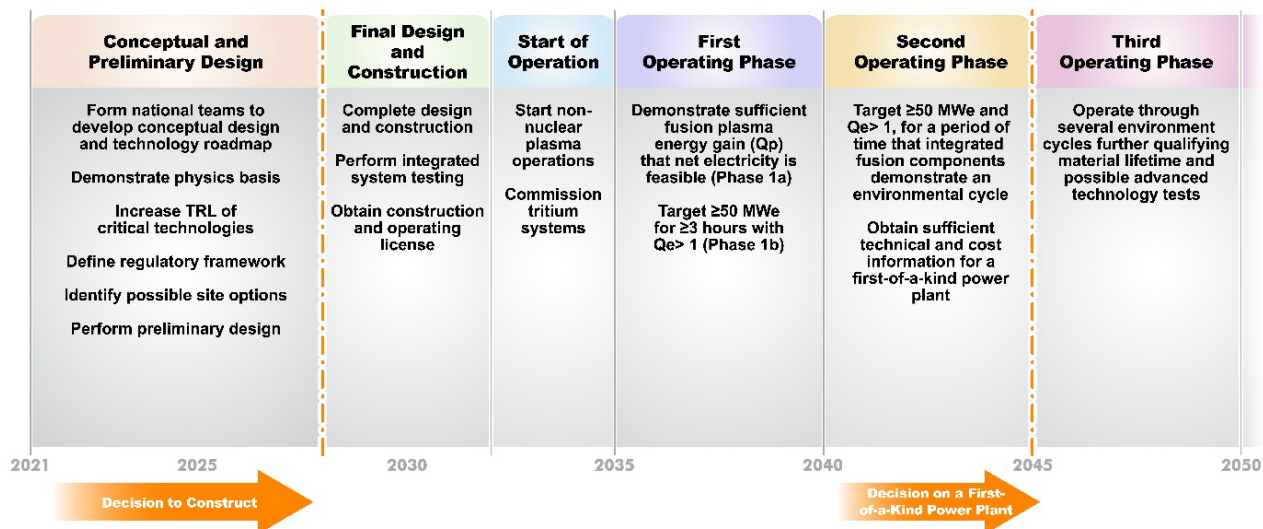 Conceptual and
Preliminary Design
Form national teams to
develop conceptual design
and technology roadmap
Demonstrate physics basis
Increase TRL of
critical technologies
Define regulatory framework
Identify possible site options
Perform preliminary design
Final Design
and
Construction
Complete design
and construction
Perform integrated
system testing
Obtain construction
and operating
license
Start of
Operation
Start non-
nuclear
plasma
operations
Commission
tritium
systems
First
Operating Phase
Demonstrate sufficient
fusion plasma
energy gain (Qp)
that net electricity is
feasible (Phase 1a)
Target ≥50 MWe
for ≥3 hours with
Qe> 1 (Phase 1b)
Second
Operating Phase
Target ≥50 MWe and
Qe> 1, for a period of
time that integrated
fusion components
demonstrate an
environmental cycle
Obtain sufficient
technical and cost
information for a
first-of-a-kind power
plant
Third
Operating Phase
Operate through
several environment
cycles further qualifying
material lifetime and
possible advanced
technology tests
2021 2025 2030 2035 2040 2045 2050
Decision to Construct
Decision on a First-
of-a-Kind Power Plant